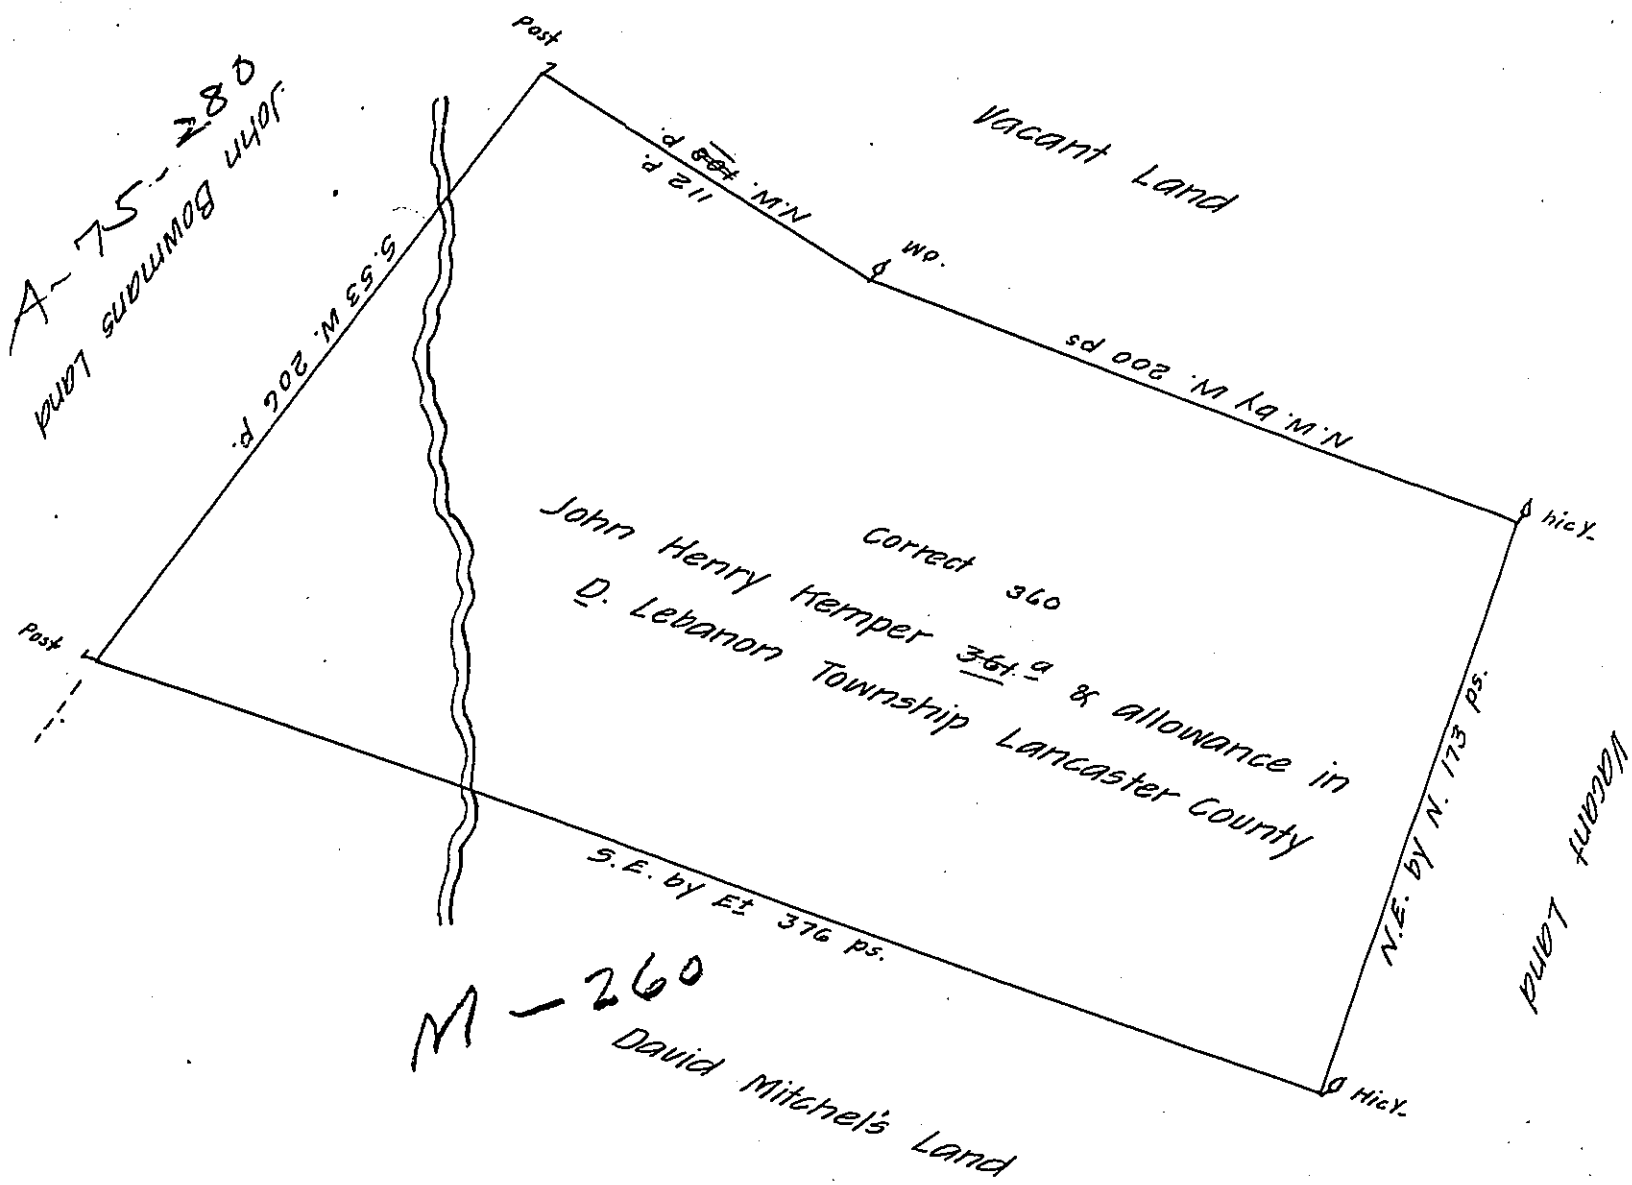 Post
A-75-280
John Bowmans Land
Vacant Land
N.W. 108 p.
112 p.
wo.
S.53 W. 206 p.
N.W. by W. 200 ps
hicy.
Correct 360
John Henry Kemper 361.a & allowance in
D. Lebanon Township Lancaster County
Post
N.E. by N. 173 ps.
Vacant Land
S.E. by Et 376 ps.
M-260
David Mitchel's Land
Hicy.